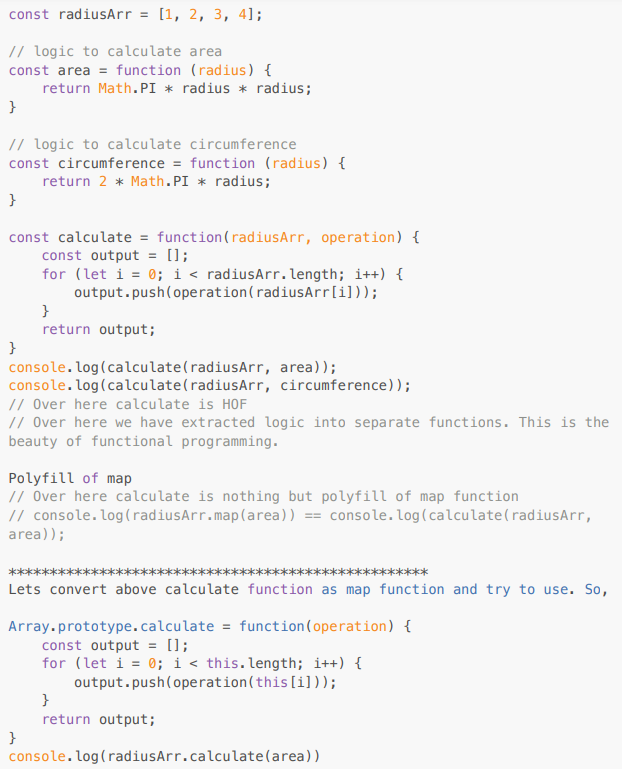 const radiusArr = [1, 2, 3, 4];
// logic to calculate area
const area = function (radius) {
    return Math.PI * radius * radius;
}
// logic to calculate circumference
const circumference = function (radius) {
    return 2 * Math.PI * radius;
}
const calculate = function(radiusArr, operation) {
    const output = [];
    for (let i = 0; i < radiusArr.length; i++) {
        output.push(operation(radiusArr[i]));
    }
    return output;
}
console.log(calculate(radiusArr, area));
console.log(calculate(radiusArr, circumference));
// Over here calculate is HOF
// Over here we have extracted logic into separate functions. This is the
beauty of functional programming.
Polyfill of map
// Over here calculate is nothing but polyfill of map function
// console.log(radiusArr.map(area)) == console.log(calculate(radiusArr,
area));
***************************************************
Lets convert above calculate function as map function and try to use. So,
Array.prototype.calculate = function(operation) {
    const output = [];
    for (let i = 0; i < this.length; i++) {
        output.push(operation(this[i]));
    }
    return output;
}
console.log(radiusArr.calculate(area))